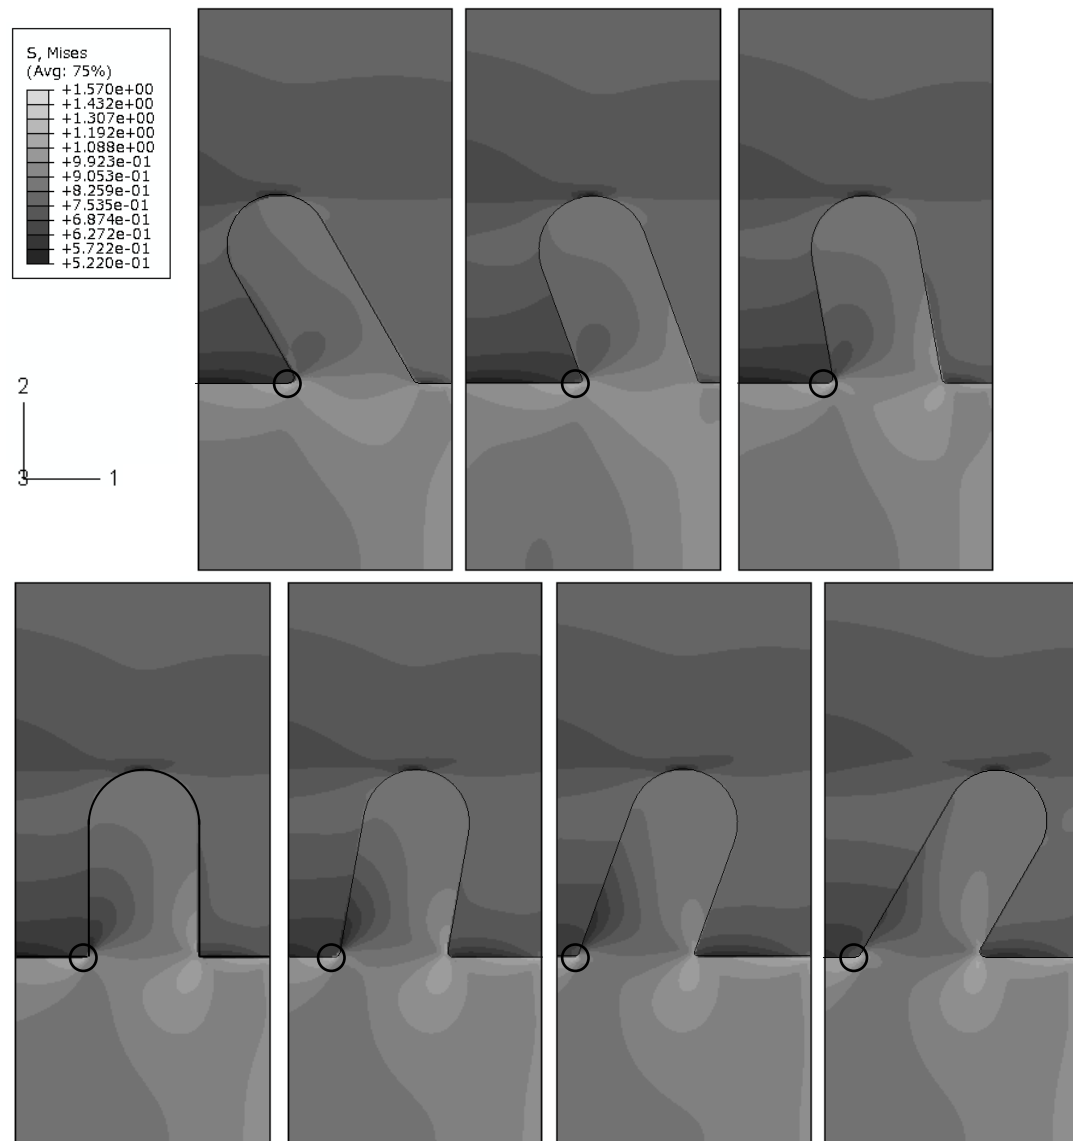 S, Mises
(Avg: 75%)
+1.570e+00
+1.432e+00
+1.307e+00
+1.192e+00
+1.088e+00
+9.923e-01
+9.053e-01
+8.259e-01
+7.535e-01
+6.874e-01
+6.272e-01
+5.722e-01
+5.220e-01
2
3 1